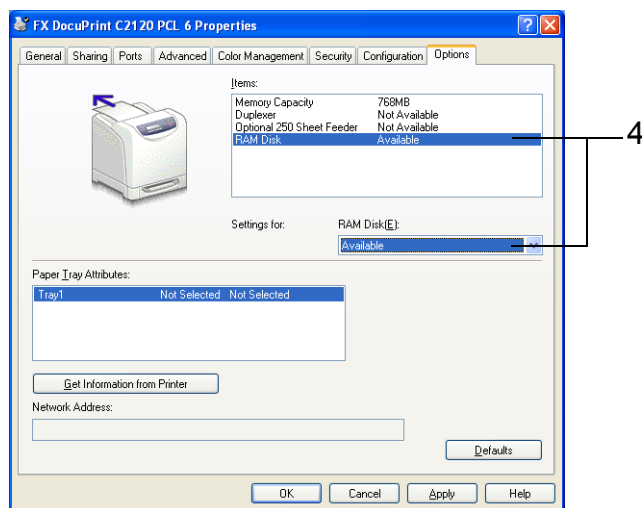 FX DocuPrint C2120 PCL 6 Properties
General Sharing Ports Advanced Color Management Security Configuration Options
Items:
Memory Capacity 768MB
Duplexer Not Available
Optional 250 Sheet Feeder Not Available
RAM Disk Available
4
Settings for: RAM Disk(E):
Available
Paper Tray Attributes:
Tray1 Not Selected Not Selected
Get Information from Printer
Network Address:
Defaults
OK Cancel Apply Help